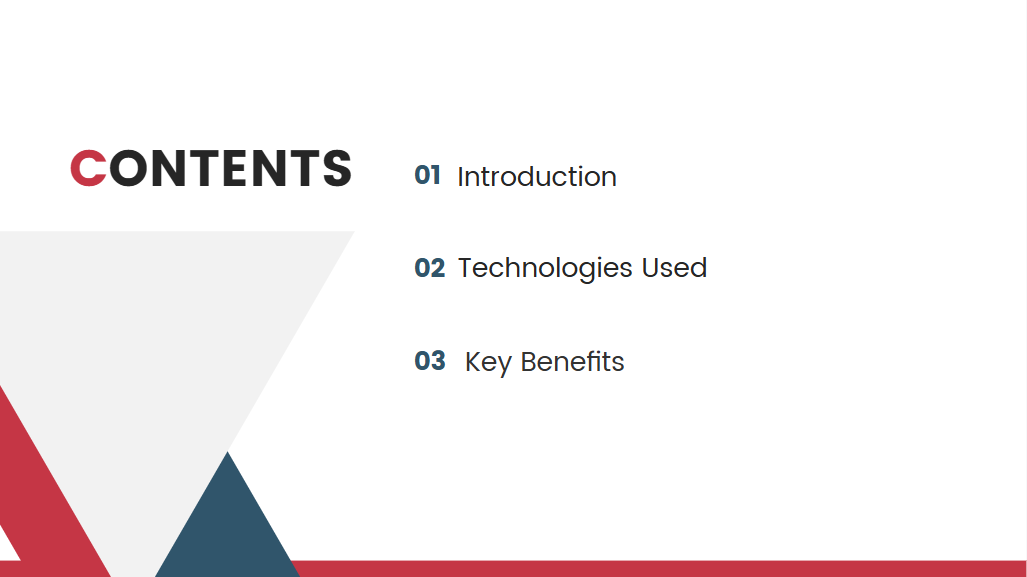 CONTENTS
01 Introduction
02 Technologies Used
03 Key Benefits